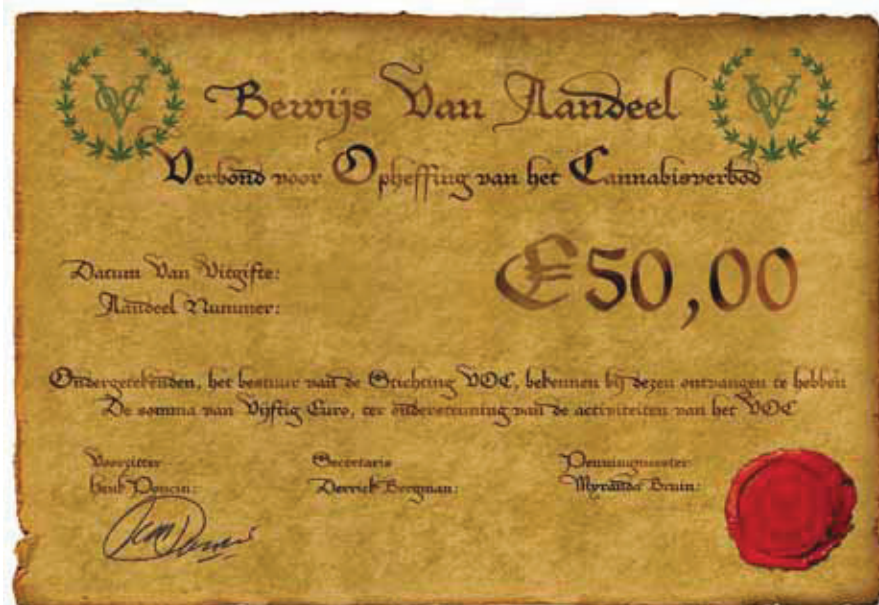 Bewijs Van Aandeel
Verbond voor Opheffing van het Cannabisverbod
€50,00
Datum Van Uitgifte:
Aandeel Nummer:
Ondergetekenden, het bestuur van de Stichting VOC, bekennen bij dezen ontvangen te hebben
De somma van Vijftig Euro, ter ondersteuning van de activiteiten van het VOC
Voorzitter
Henk Poncin:
Secretaris
Derrick Bergman:
Penningmeester
Myranda Bruin: